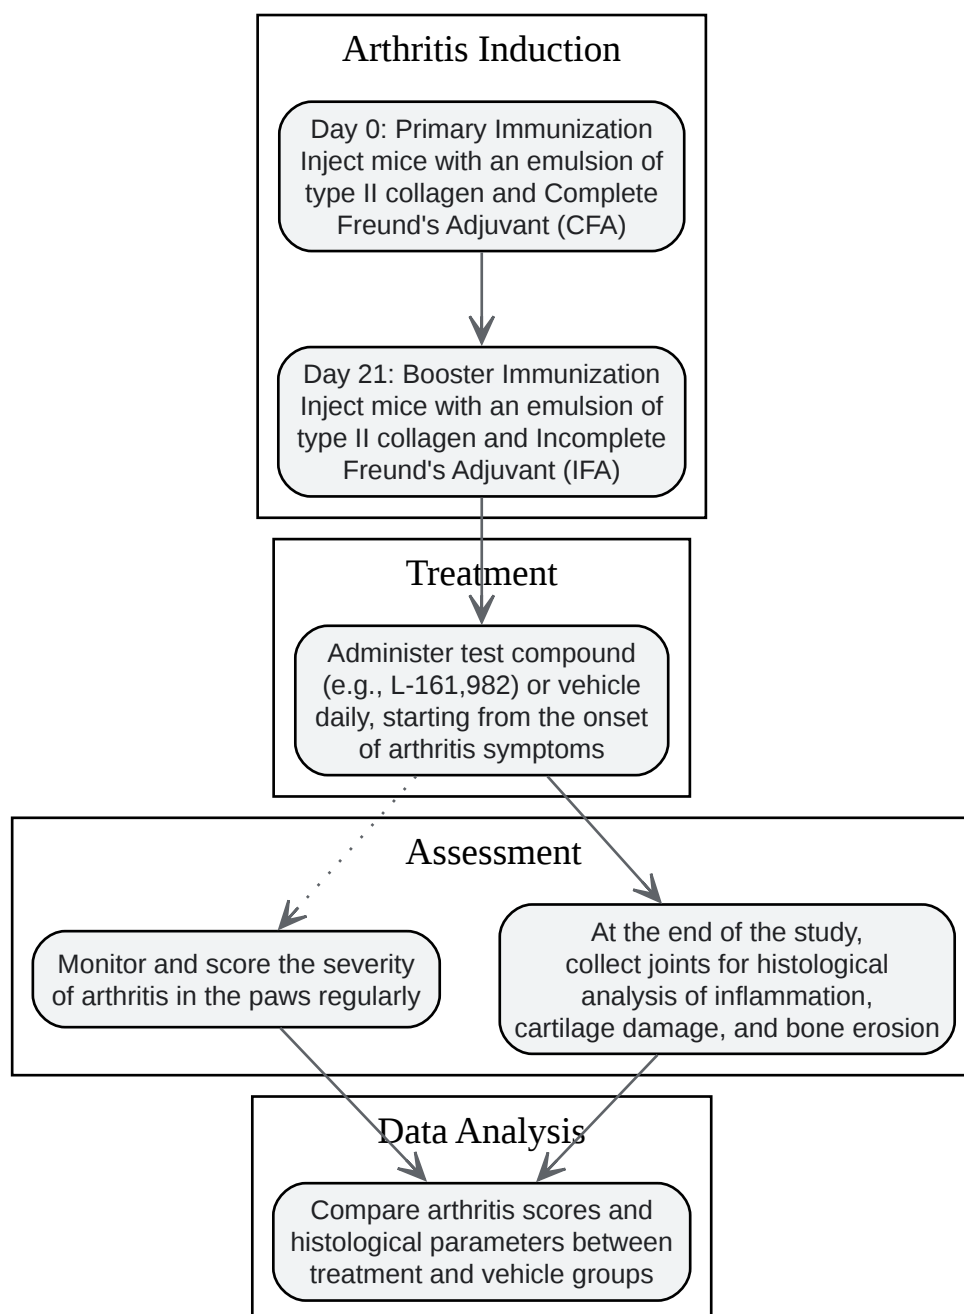 Arthritis Induction
Day 0: Primary Immunization
Inject mice with an emulsion of
type II collagen and Complete
Freund's Adjuvant (CFA)
Day 21: Booster Immunization
Inject mice with an emulsion of
type II collagen and Incomplete
Freund's Adjuvant (IFA)
Treatment
Administer test compound
(e.g., L-161,982) or vehicle
daily, starting from the onset
of arthritis symptoms
Assessment
Monitor and score the severity
of arthritis in the paws regularly
At the end of the study,
collect joints for histological
analysis of inflammation,
cartilage damage, and bone erosion
Data Analysis
Compare arthritis scores and
histological parameters between
treatment and vehicle groups